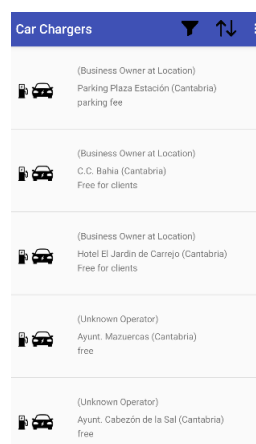 Car Chargers
(Business Owner at Location)
Parking Plaza Estación (Cantabria)
parking fee
(Business Owner at Location)
C.C. Bahia (Cantabria)
Free for clients
(Business Owner at Location)
Hotel El Jardin de Carrejo (Cantabria)
Free for clients
(Unknown Operator)
Ayunt. Mazuercas (Cantabria)
free
(Unknown Operator)
Ayunt. Cabezón de la Sal (Cantabria)
free